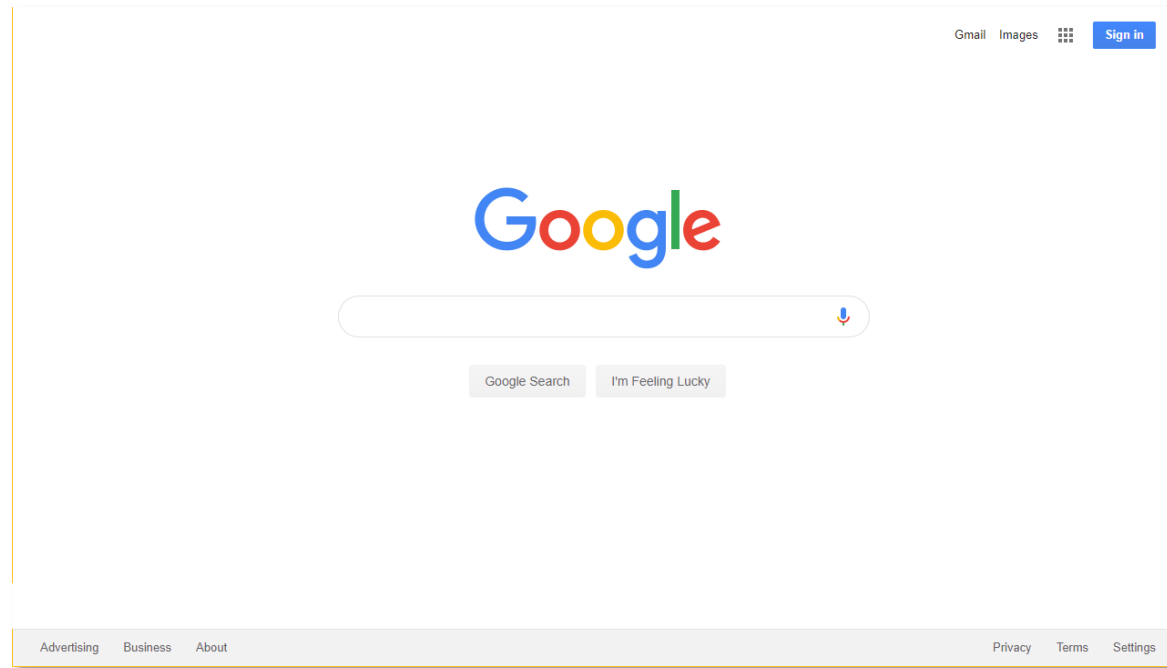 Gmail Images Sign in
Google
Google Search I'm Feeling Lucky
Advertising Business About Privacy Terms Settings